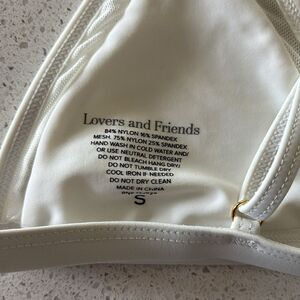 Lovers and Friends
84% NYLON 16% SPANDEX
MESH. 75% NYLON 25% SPANDEX
HAND WASH IN COLD WATER AND/
OR USE NEUTRAL DETERGENT
DO NOT BLEACH HANG DRY/
DO NOT TUMBLE DRY
COOL IRON IF NEEDED
DO NOT DRY CLEAN
MADE IN CHINA
S